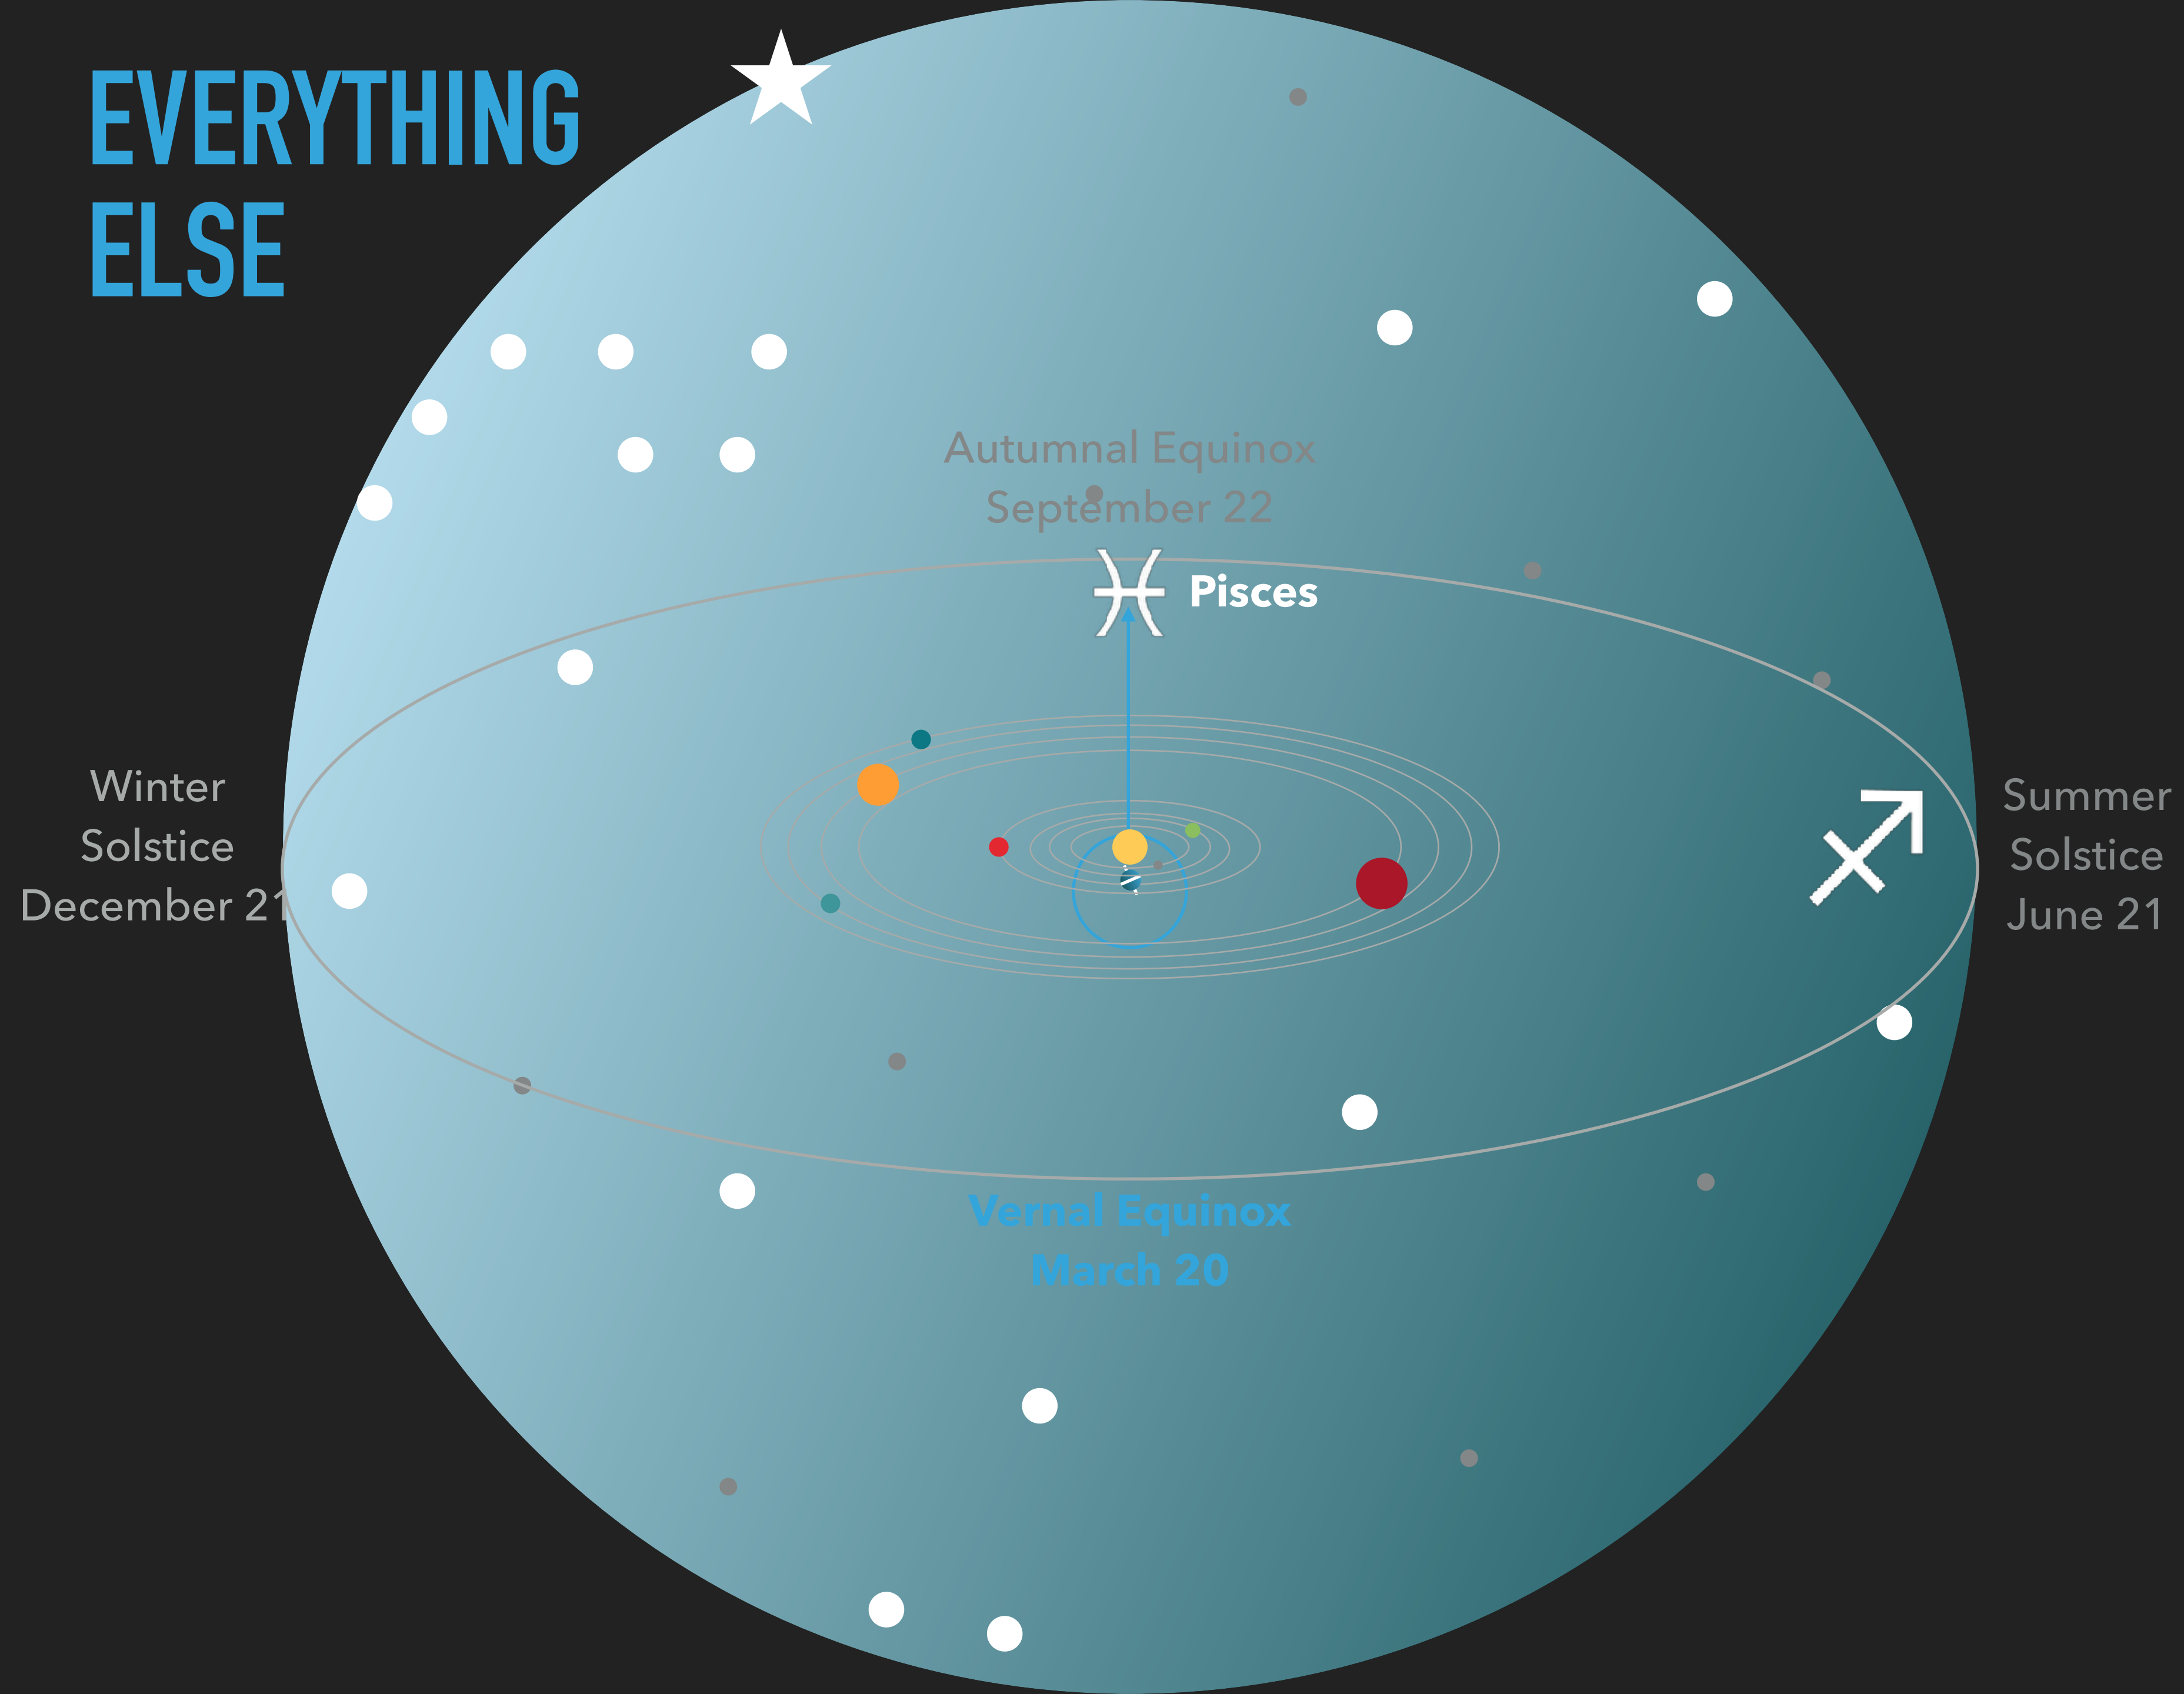 EVERYTHING
ELSE
Autumnal Equinox
September 22
Pisces
Winter
Solstice
December 21
Summer
Solstice
June 21
Vernal Equinox
March 20